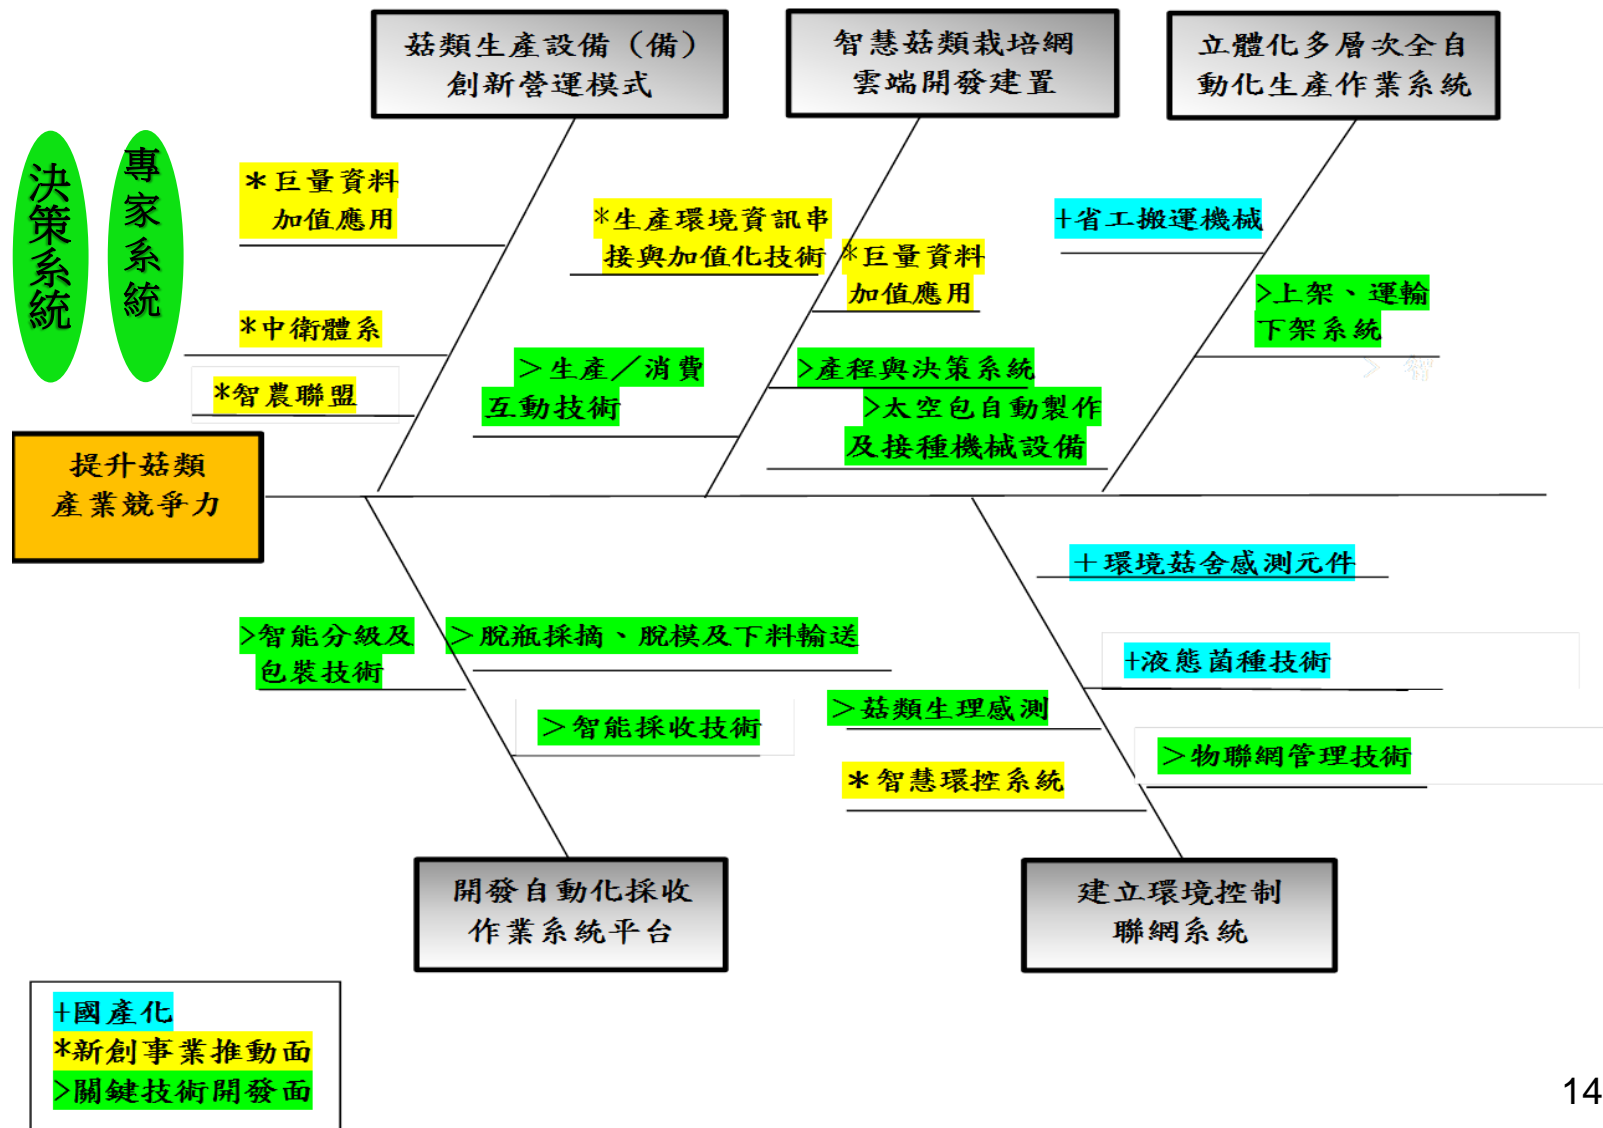 菇類生產設備（備）
創新營運模式
智慧菇類栽培網
雲端開發建置
立體化多層次全自
動化生產作業系統
決策系統
專家系統
*巨量資料
加值應用
*中衛體系
*智農聯盟
*生產環境資訊串
接與加值化技術
>生產／消費
互動技術
*巨量資料
加值應用
>產程與決策系統
>太空包自動製作
及接種機械設備
+省工搬運機械
>上架、運輸
下架系統
> 智
提升菇類
產業競爭力
>智能分級及
包裝技術
>脫瓶採摘、脫模及下料輸送
>智能採收技術
+環境菇舍感測元件
+液態菌種技術
>菇類生理感測
>物聯網管理技術
*智慧環控系統
開發自動化採收
作業系統平台
建立環境控制
聯網系統
+國產化
*新創事業推動面
>關鍵技術開發面
14